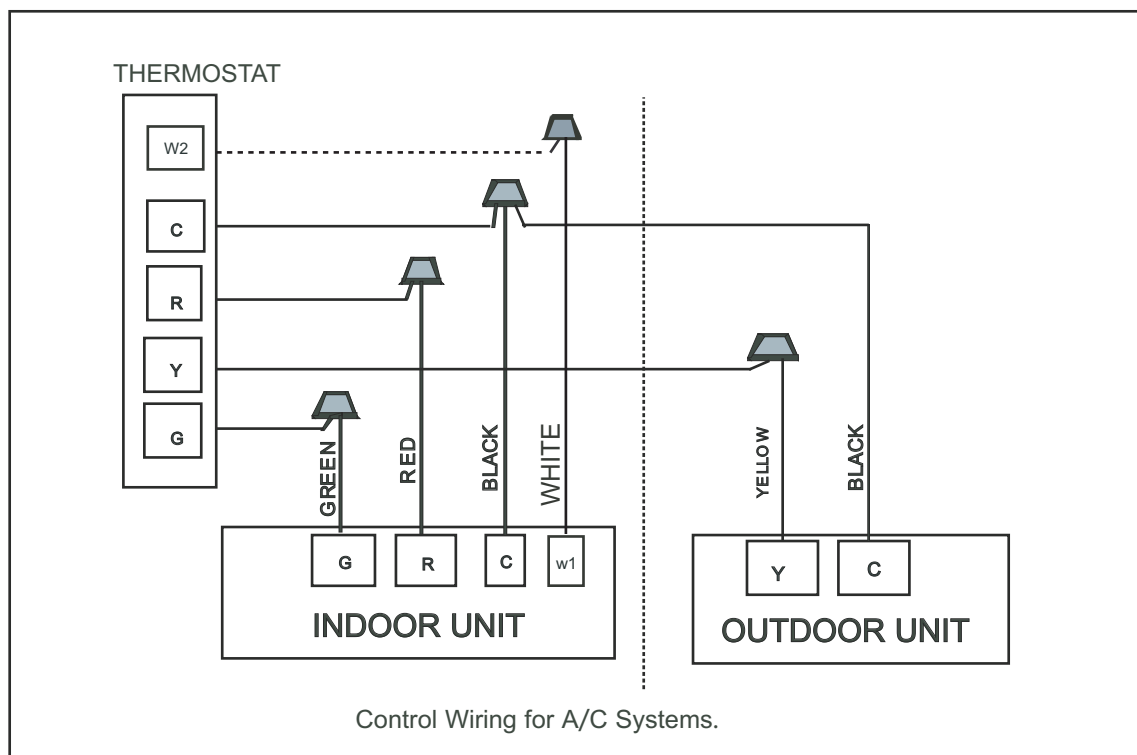 THERMOSTAT
W2
C
R
Y
G
GREEN
RED
BLACK
WHITE
YELLOW
BLACK
G
R
C
w1
Y
C
INDOOR UNIT
OUTDOOR UNIT
Control Wiring for A/C Systems.